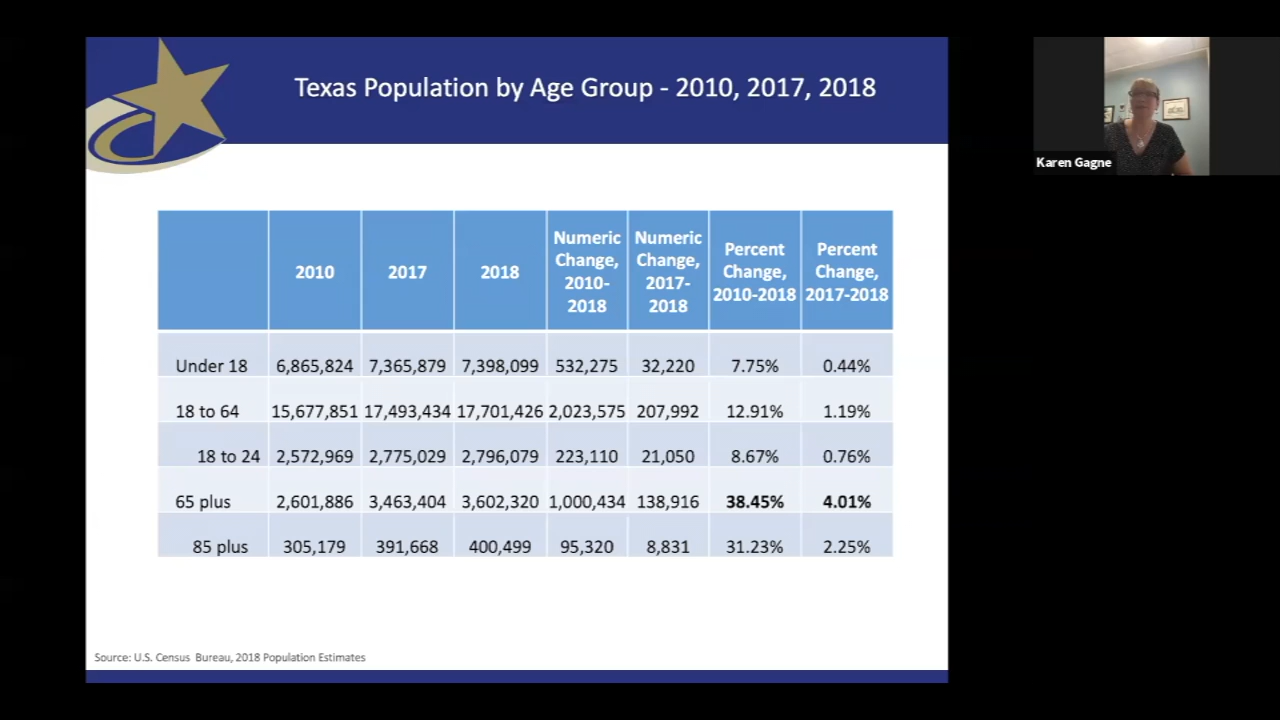 Texas Population by Age Group - 2010, 2017, 2018
Karen Gagne
2010 2017 2018 Numeric Change, 2010-2018 Numeric Change, 2017-2018 Percent Change, 2010-2018 Percent Change, 2017-2018
Under 18 6,865,824 7,365,879 7,398,099 532,275 32,220 7.75% 0.44%
18 to 64 15,677,851 17,493,434 17,701,426 2,023,575 207,992 12.91% 1.19%
18 to 24 2,572,969 2,775,029 2,796,079 223,110 21,050 8.67% 0.76%
65 plus 2,601,886 3,463,404 3,602,320 1,000,434 138,916 38.45% 4.01%
85 plus 305,179 391,668 400,499 95,320 8,831 31.23% 2.25%
Source: U.S. Census Bureau, 2018 Population Estimates